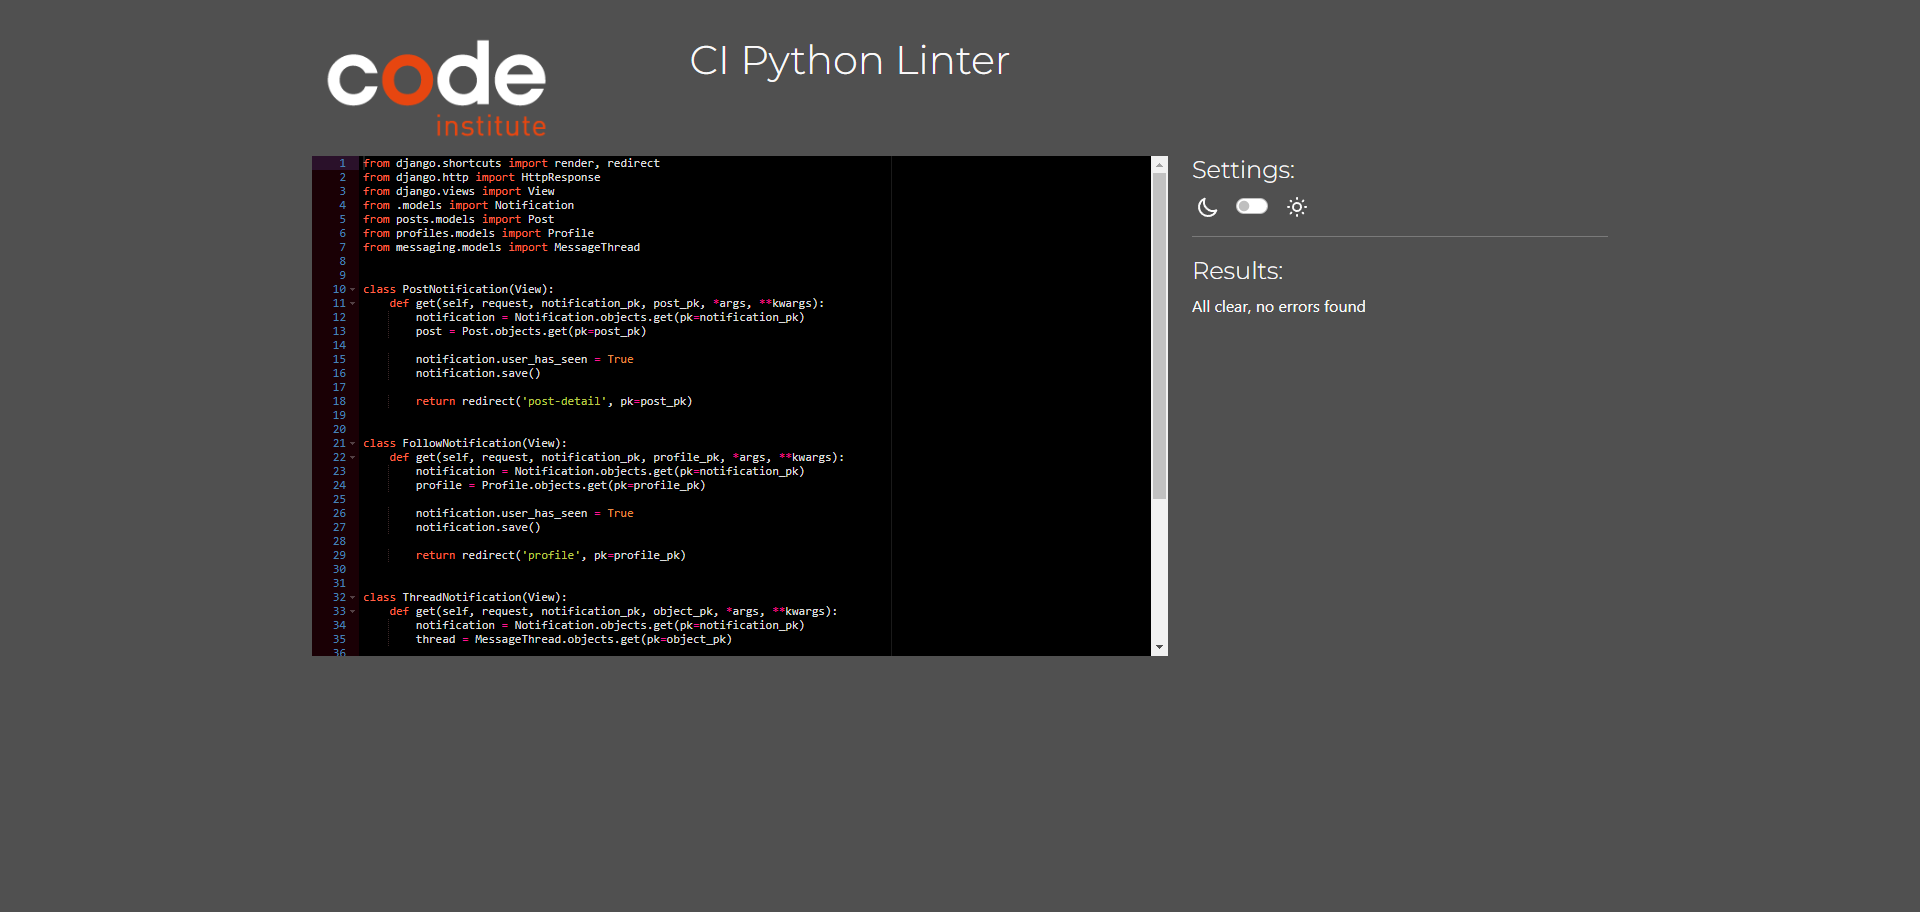 code
institute
CI Python Linter
1 from django.shortcuts import render, redirect
2 from django.http import HttpResponse
3 from django.views import View
4 from .models import Notification
5 from posts.models import Post
6 from profiles.models import Profile
7 from messaging.models import MessageThread
8
9
10 class PostNotification(View):
11     def get(self, request, notification_pk, post_pk, *args, **kwargs):
12         notification = Notification.objects.get(pk=notification_pk)
13         post = Post.objects.get(pk=post_pk)
14
15         notification.user_has_seen = True
16         notification.save()
17
18         return redirect('post-detail', pk=post_pk)
19
20
21 class FollowNotification(View):
22     def get(self, request, notification_pk, profile_pk, *args, **kwargs):
23         notification = Notification.objects.get(pk=notification_pk)
24         profile = Profile.objects.get(pk=profile_pk)
25
26         notification.user_has_seen = True
27         notification.save()
28
29         return redirect('profile', pk=profile_pk)
30
31
32 class ThreadNotification(View):
33     def get(self, request, notification_pk, object_pk, *args, **kwargs):
34         notification = Notification.objects.get(pk=notification_pk)
35         thread = MessageThread.objects.get(pk=object_pk)
36
Settings:
Results:
All clear, no errors found